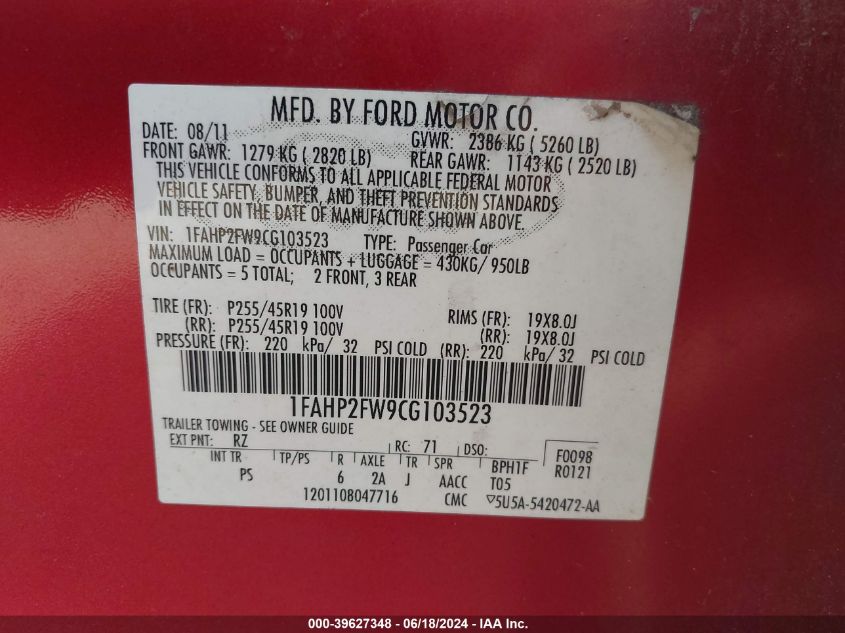 MFD. BY FORD MOTOR CO.
DATE: 08/11 GVWR: 2386 KG ( 5260 LB)
FRONT GAWR: 1279 KG ( 2820 LB) REAR GAWR: 1143 KG ( 2520 LB)
THIS VEHICLE CONFORMS TO ALL APPLICABLE FEDERAL MOTOR
VEHICLE SAFETY, BUMPER, AND THEFT PREVENTION STANDARDS
IN EFFECT ON THE DATE OF MANUFACTURE SHOWN ABOVE.
VIN: 1FAHP2FW9CG103523 TYPE: Passenger Car
MAXIMUM LOAD = OCCUPANTS + LUGGAGE = 430KG/ 950LB
OCCUPANTS = 5 TOTAL; 2 FRONT, 3 REAR
TIRE (FR): P255/45R19 100V RIMS (FR): 19X8.0J
(RR): P255/45R19 100V (RR): 19X8.0J
PRESSURE (FR): 220 kPa/ 32 PSI COLD (RR): 220 kPa/ 32 PSI COLD
1FAHP2FW9CG103523
TRAILER TOWING - SEE OWNER GUIDE
EXT PNT: RZ RC: 71 DSO: F0098
INT TR TP/PS R AXLE TR SPR BPH1F R0121
PS 6 2A J AACC T05
1201108047716 CMC ▽5U5A-5420472-AA
000-39627348 - 06/18/2024 - IAA Inc.